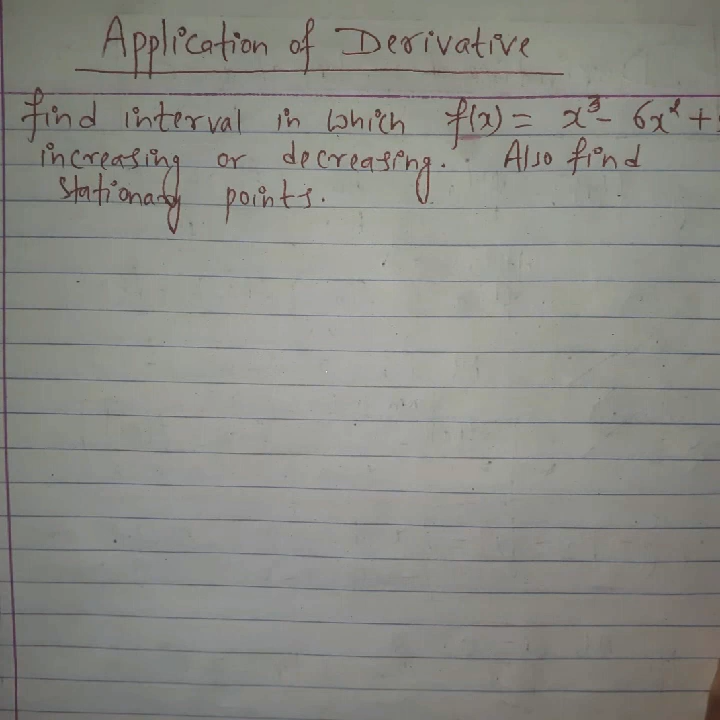 Application of Derivative
find interval in which f(x) = x³ - 6x² +
increasing or decreasing. Also find
stationary points.